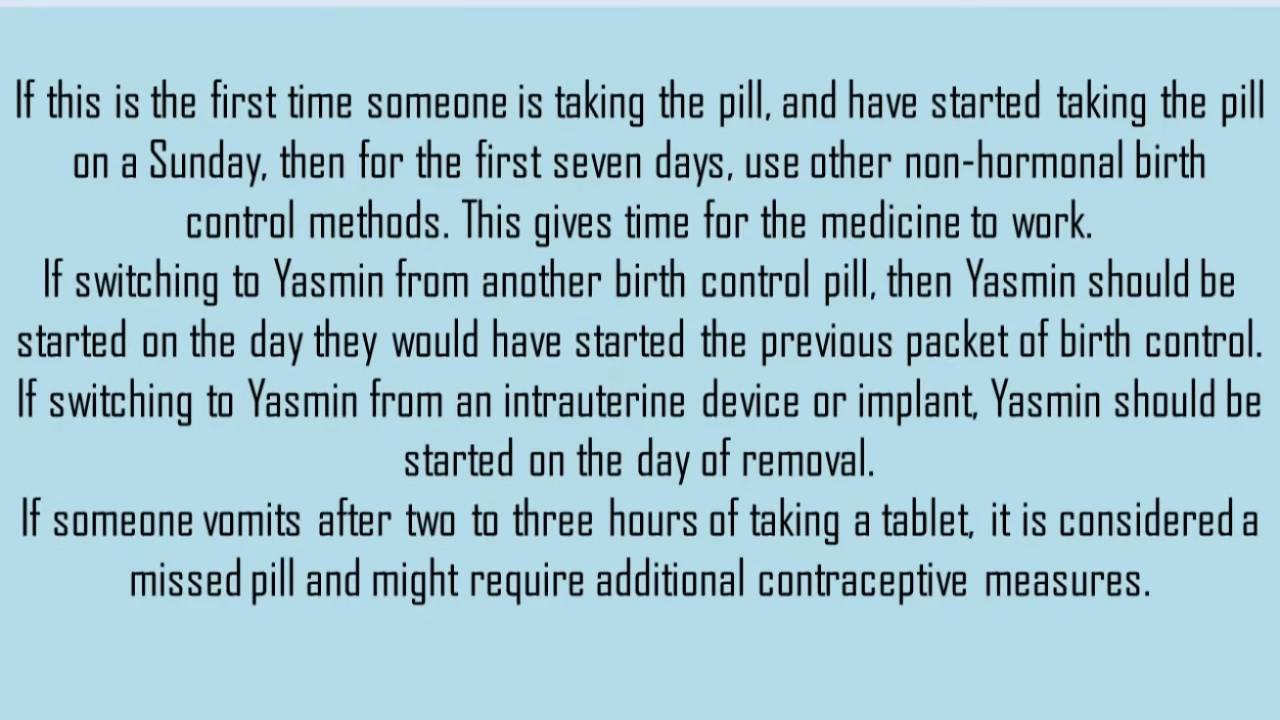 If this is the first time someone is taking the pill, and have started taking the pill
on a Sunday, then for the first seven days, use other non-hormonal birth
control methods. This gives time for the medicine to work.
If switching to Yasmin from another birth control pill, then Yasmin should be
started on the day they would have started the previous packet of birth control.
If switching to Yasmin from an intrauterine device or implant, Yasmin should be
started on the day of removal.
If someone vomits after two to three hours of taking a tablet, it is considered a
missed pill and might require additional contraceptive measures.